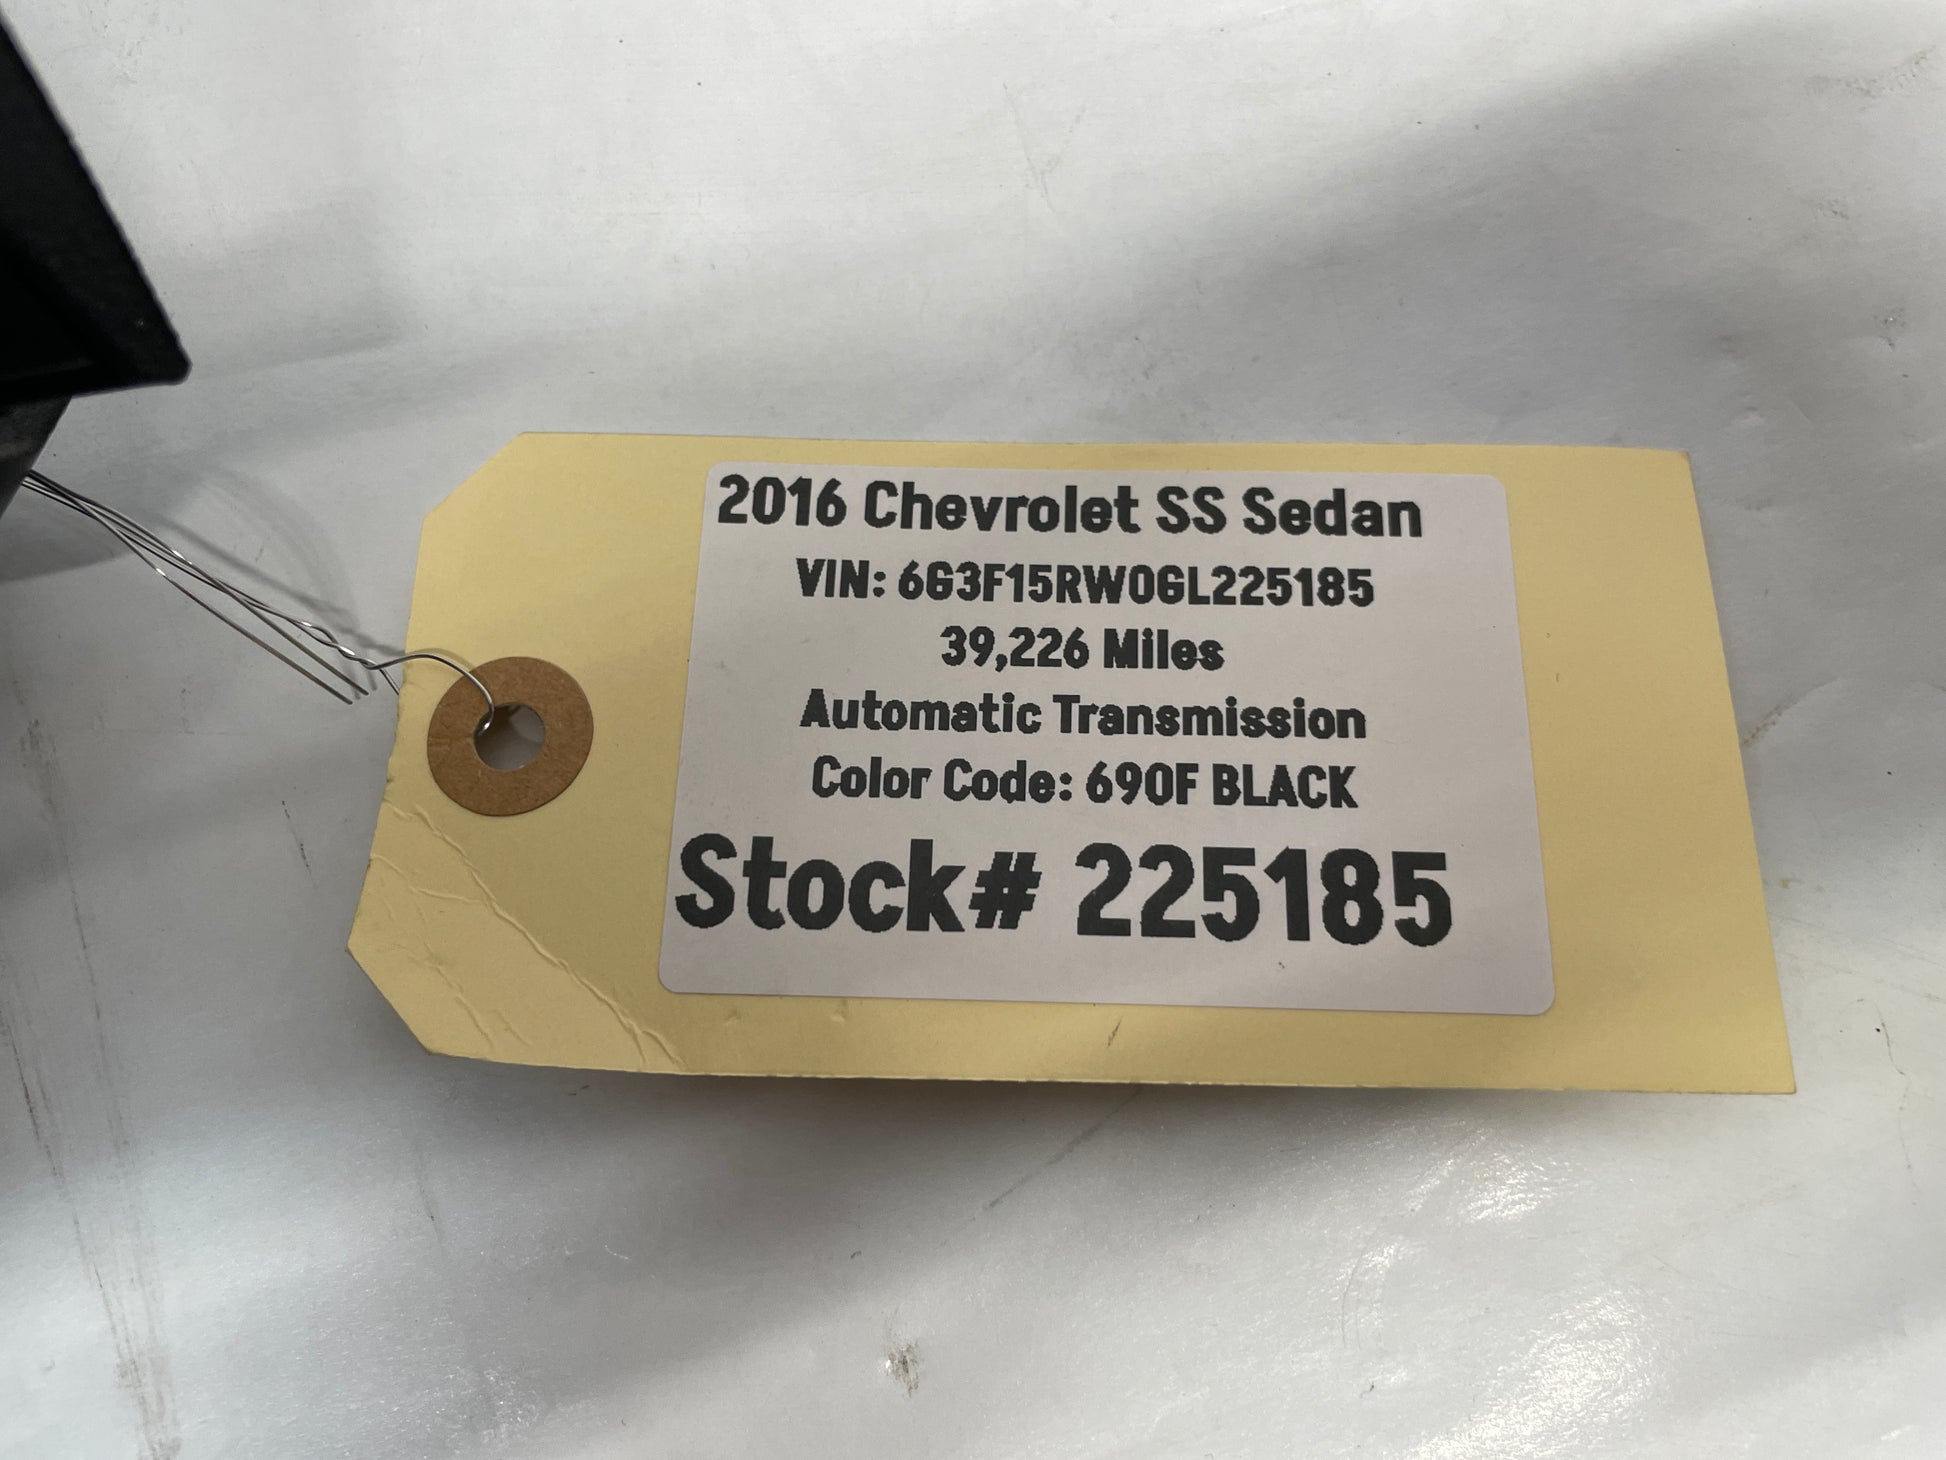 2016 Chevrolet SS Sedan
VIN: 6G3F15RW0GL225185
39,226 Miles
Automatic Transmission
Color Code: 690F BLACK
Stock# 225185